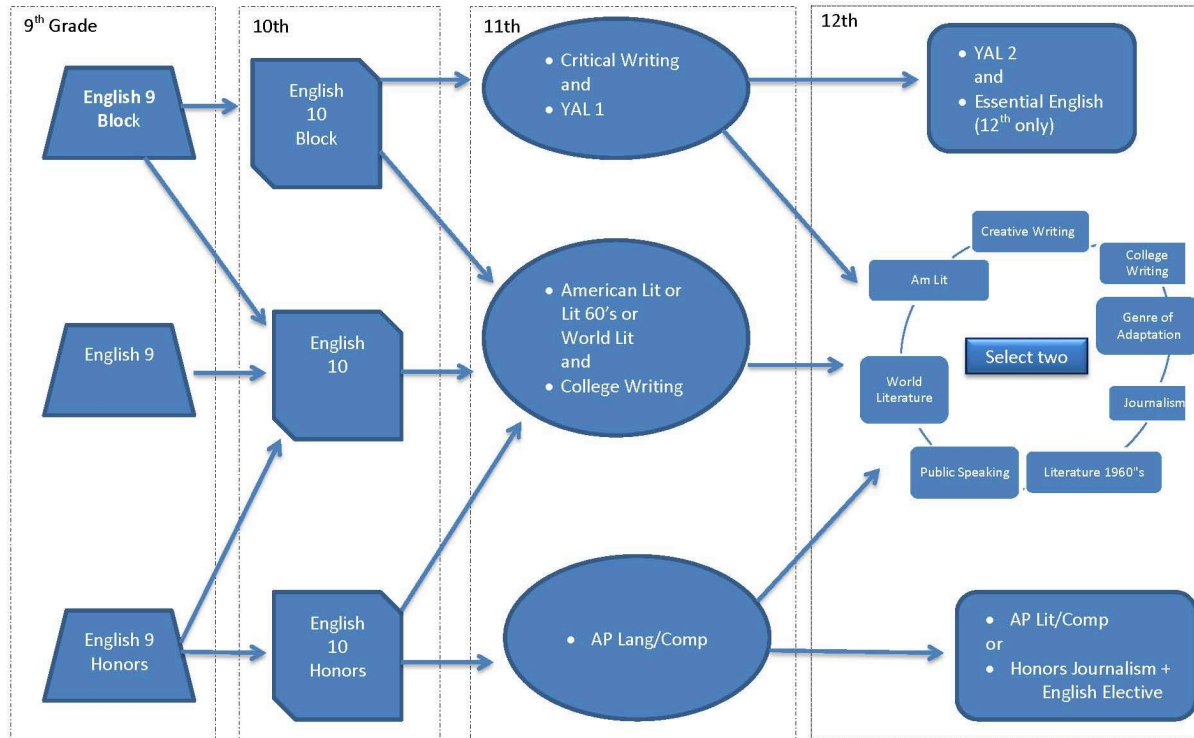 9th Grade
English 9
Block
English 9
English 9
Honors
10th
English
10
Block
English
10
English
10
Honors
11th
• Critical Writing
and
• YAL 1
• American Lit or
Lit 60's or
World Lit
and
• College Writing
• AP Lang/Comp
12th
• YAL 2
and
• Essential English
(12th only)
Creative Writing
College
Writing
Genre of
Adaptation
Journalism
Literature 1960"s
Public Speaking
World
Literature
Am Lit
Select two
• AP Lit/Comp
or
• Honors Journalism +
English Elective